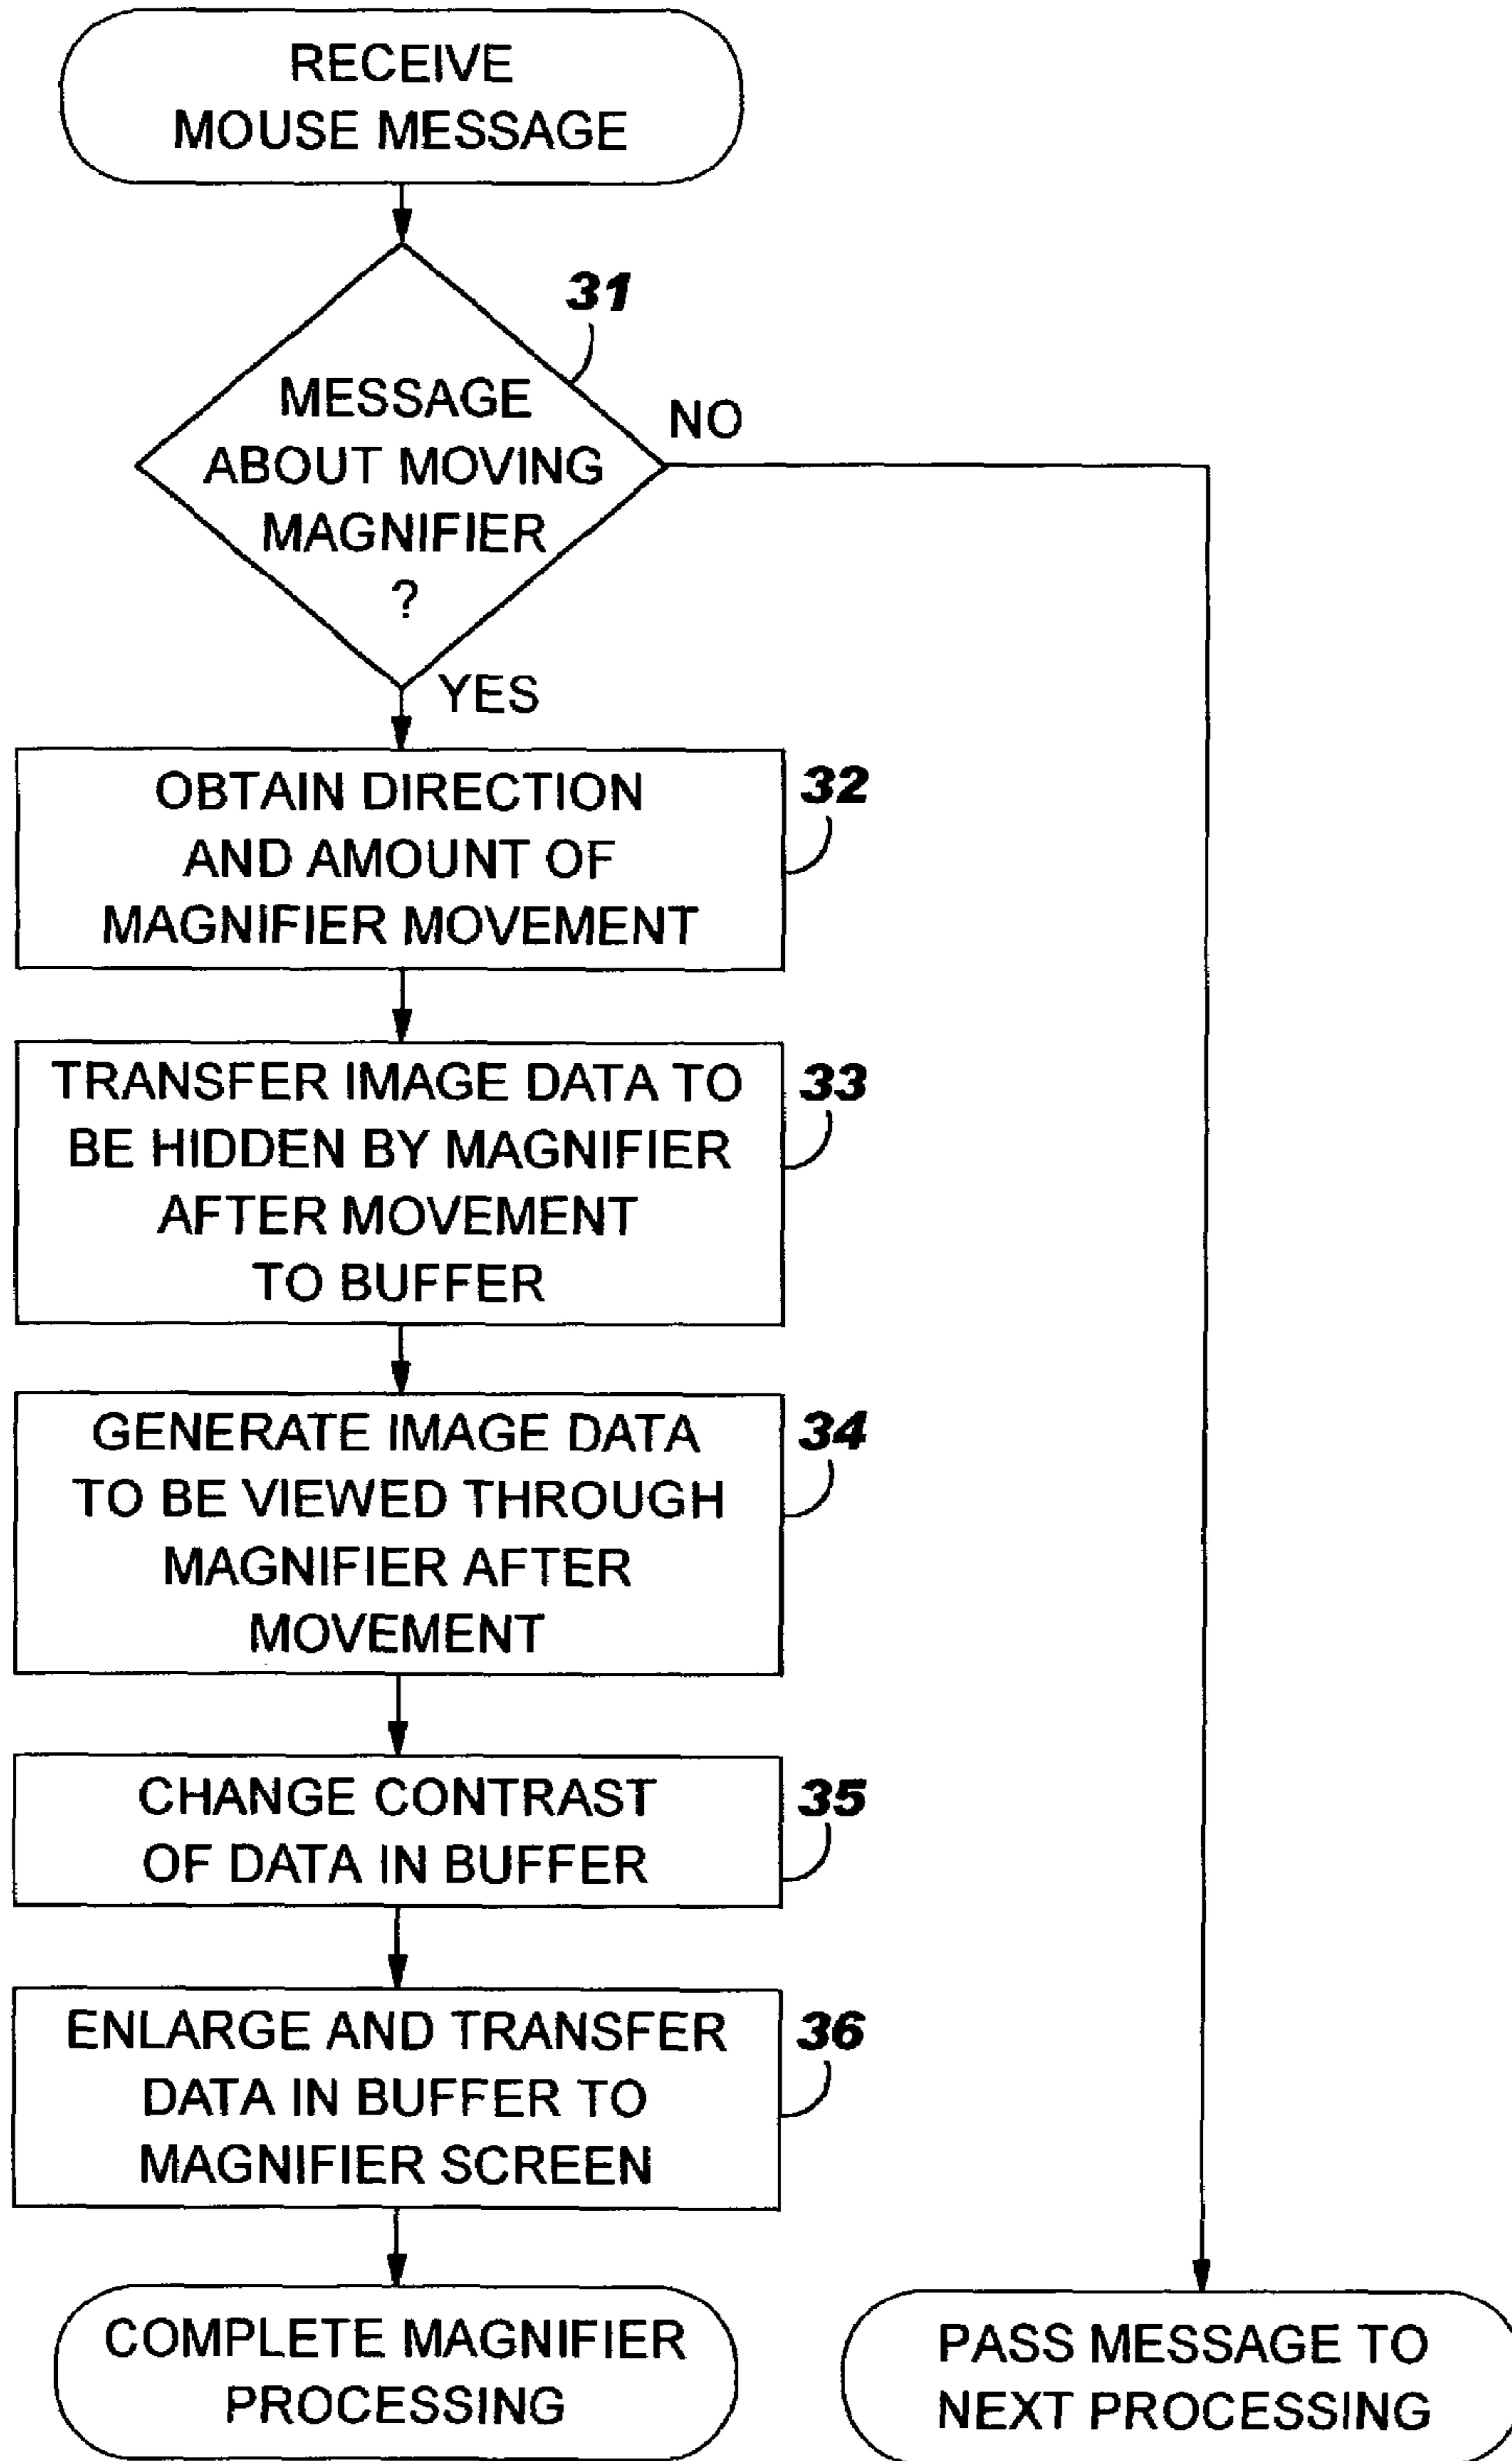 RECEIVE
MOUSE MESSAGE
31
MESSAGE
ABOUT MOVING
MAGNIFIER
?
NO
YES
OBTAIN DIRECTION
AND AMOUNT OF
MAGNIFIER MOVEMENT
32
TRANSFER IMAGE DATA TO
BE HIDDEN BY MAGNIFIER
AFTER MOVEMENT
TO BUFFER
33
GENERATE IMAGE DATA
TO BE VIEWED THROUGH
MAGNIFIER AFTER
MOVEMENT
34
CHANGE CONTRAST
OF DATA IN BUFFER
35
ENLARGE AND TRANSFER
DATA IN BUFFER TO
MAGNIFIER SCREEN
36
COMPLETE MAGNIFIER
PROCESSING
PASS MESSAGE TO
NEXT PROCESSING